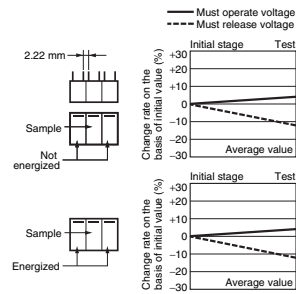 Must operate voltage
Must release voltage
2.22 mm
Sample
Not
energized
Change rate on the
basis of initial value (%)
Initial stage
Test
+30
+20
+10
0
−10
−20
−30
Average value
Sample
Energized
Change rate on the
basis of initial value (%)
Initial stage
Test
+30
+20
+10
0
−10
−20
−30
Average value